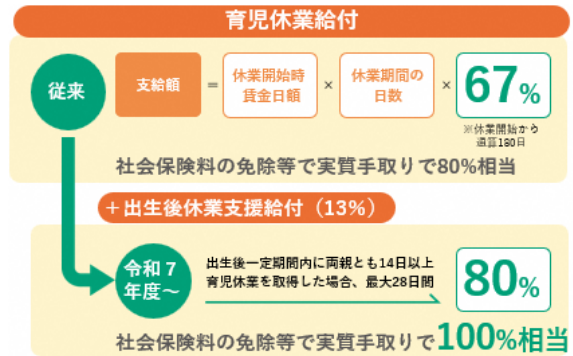 育児休業給付
従来
支給額
＝
休業開始時
賃金日額
×
休業期間の
日数
×
67%
※休業開始から
通算180日
社会保険料の免除等で実質手取りで80%相当
＋出生後休業支援給付（13%）
令和７
年度～
出生後一定期間内に両親とも14日以上
育児休業を取得した場合、最大28日間
80%
社会保険料の免除等で実質手取りで100%相当